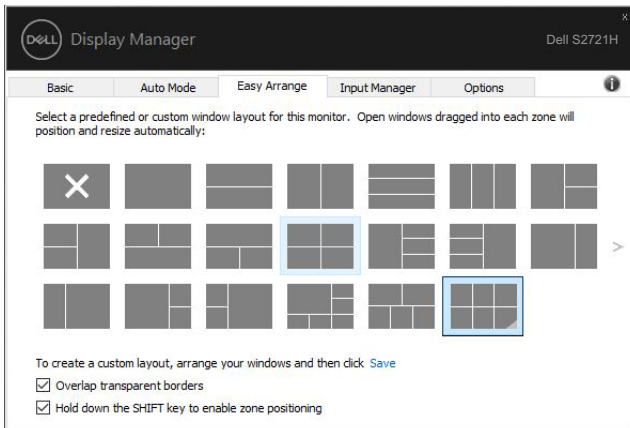 x
DELL Display Manager
Dell S2721H
Basic Auto Mode Easy Arrange Input Manager Options
Select a predefined or custom window layout for this monitor. Open windows dragged into each zone will
position and resize automatically:
To create a custom layout, arrange your windows and then click Save
Overlap transparent borders
Hold down the SHIFT key to enable zone positioning